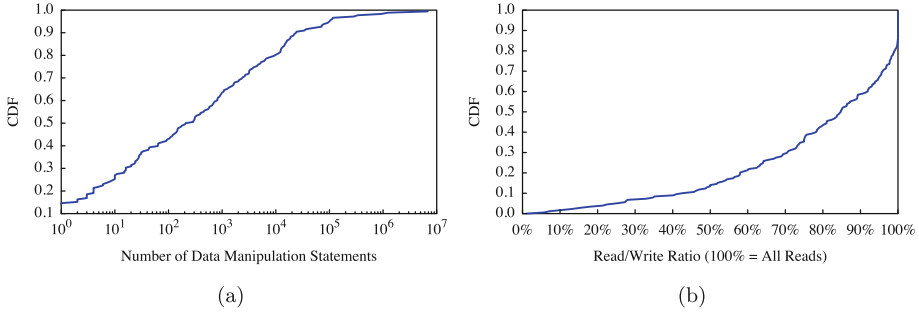 1.0
0.9
0.8
0.7
0.6
0.5
0.4
0.3
0.2
0.1
CDF
10^0 10^1 10^2 10^3 10^4 10^5 10^6 10^7
Number of Data Manipulation Statements
(a)
1.0
0.9
0.8
0.7
0.6
0.5
0.4
0.3
0.2
0.1
0.0
CDF
0% 10% 20% 30% 40% 50% 60% 70% 80% 90% 100%
Read/Write Ratio (100% = All Reads)
(b)